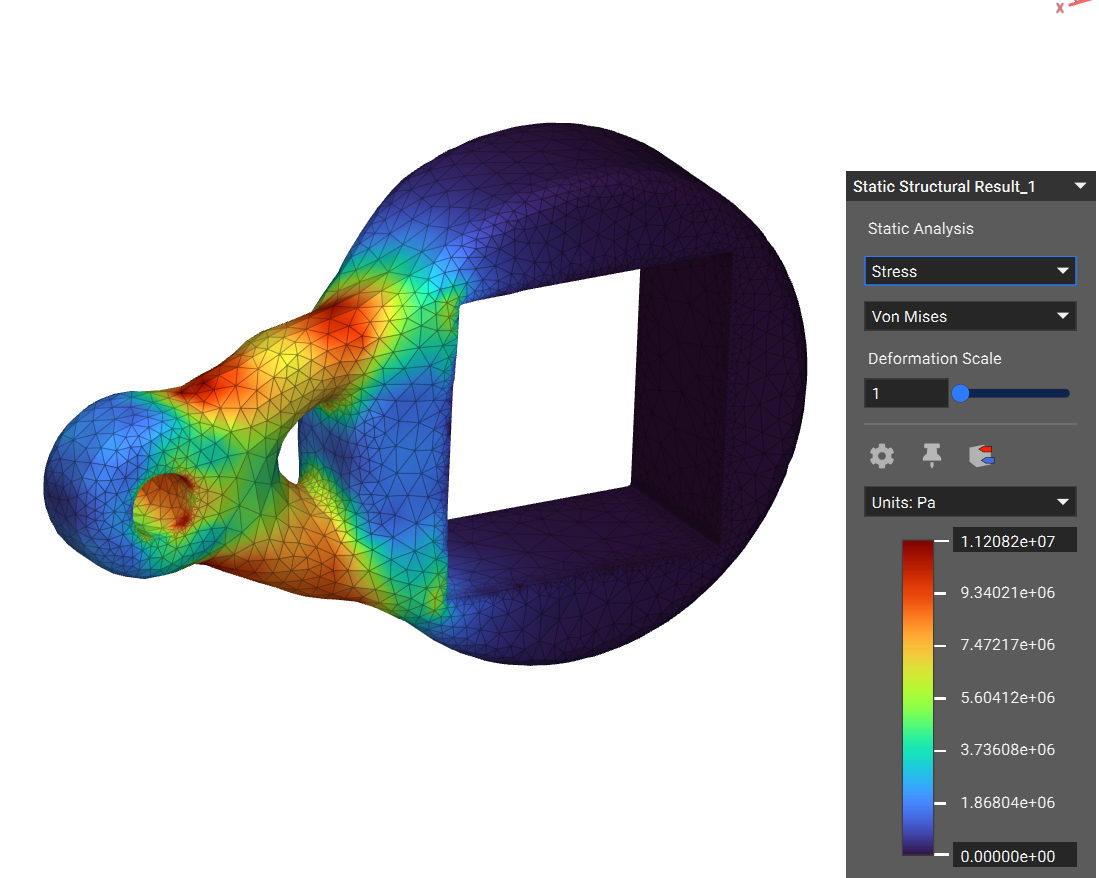 X
Static Structural Result_1
Static Analysis
Stress
Von Mises
Deformation Scale
1
Units: Pa
1.12082e+07
9.34021e+06
7.47217e+06
5.60412e+06
3.73608e+06
1.86804e+06
0.00000e+00